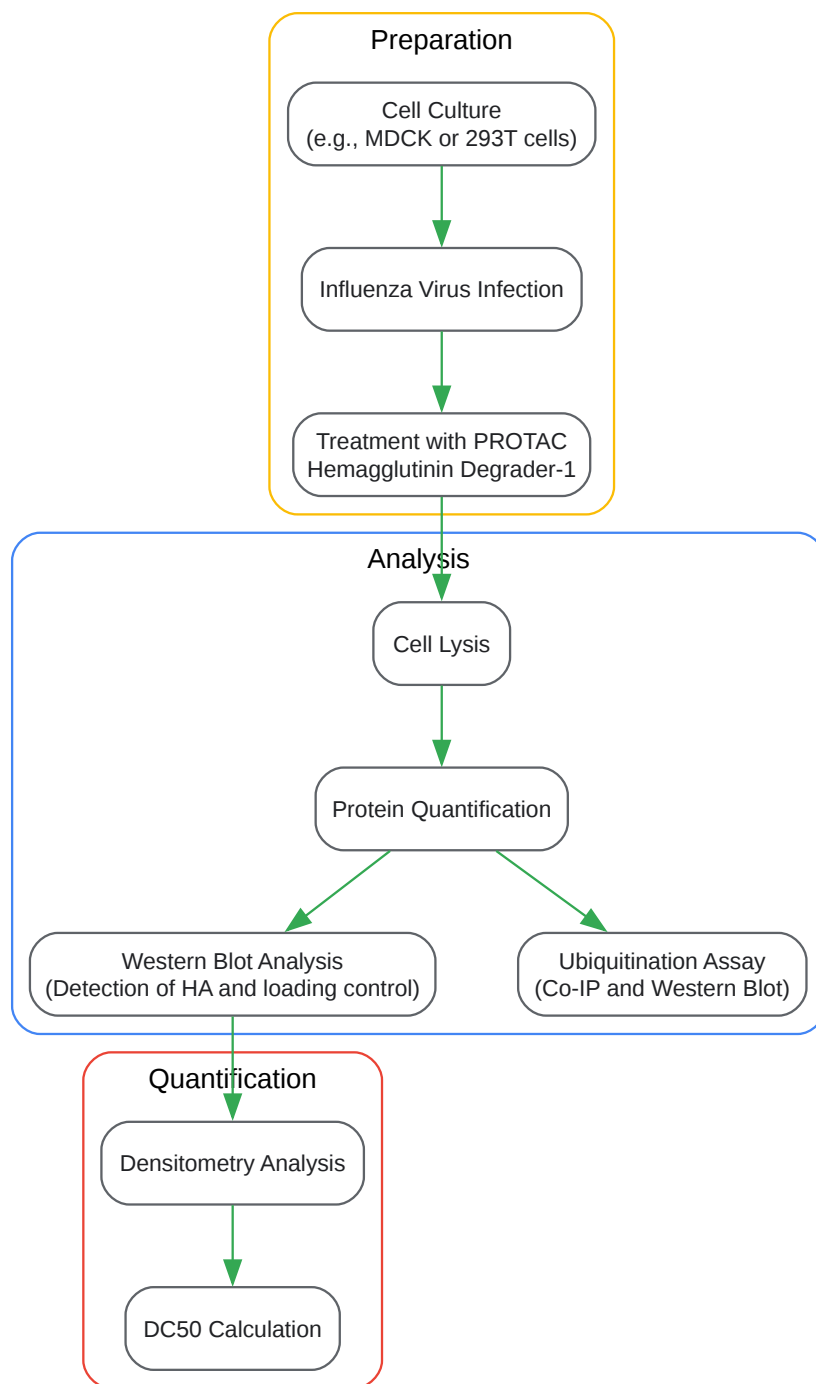 Preparation
Cell Culture
(e.g., MDCK or 293T cells)
Influenza Virus Infection
Treatment with PROTAC
Hemagglutinin Degrader-1
Analysis
Cell Lysis
Protein Quantification
Western Blot Analysis
(Detection of HA and loading control)
Ubiquitination Assay
(Co-IP and Western Blot)
Quantification
Densitometry Analysis
DC50 Calculation